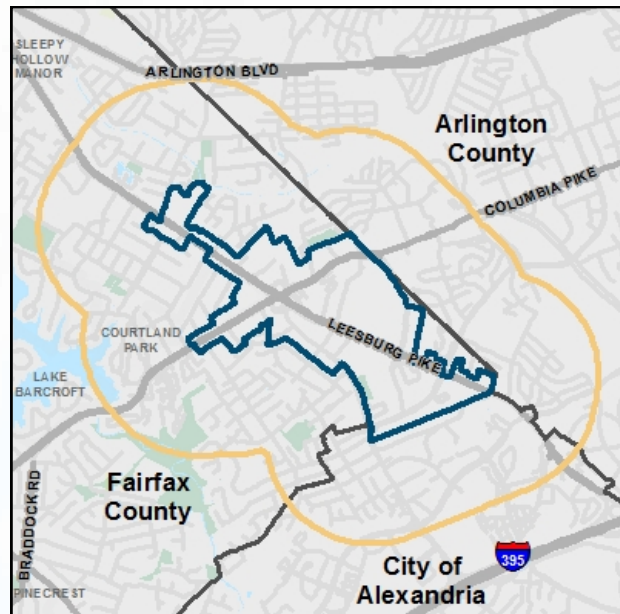 SLEEPY
HOLLOW
MANOR
ARLINGTON BLVD
Arlington
County
COLUMBIA PIKE
COURTLAND
PARK
LEESBURG PIKE
LAKE
BARCROFT
Fairfax
County
BRADDOCK RD
City of
Alexandria
395
PINECREST